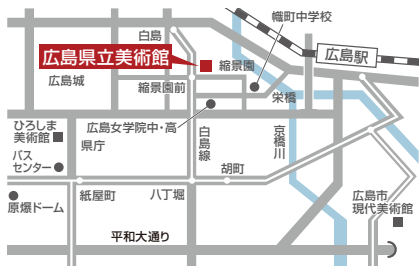 白島
幟町中学校
広島県立美術館
縮景園
広島駅
広島城
縮景園前
栄橋
ひろしま
美術館
広島女学院中・高
県庁
白島線
京橋川
バス
センター
胡町
紙屋町
八丁堀
広島市
現代美術館
原爆ドーム
平和大通り